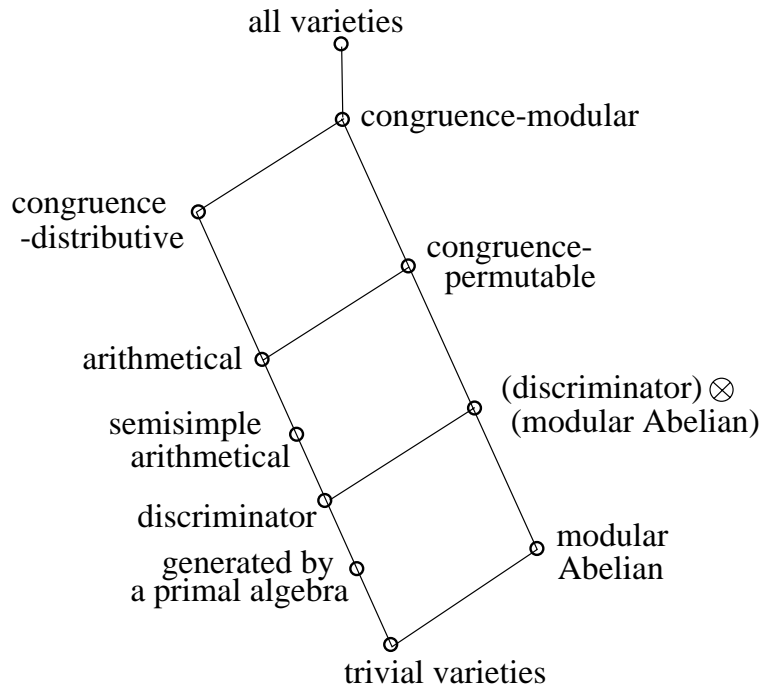 all varieties
congruence-modular
congruence
-distributive
congruence-
permutable
arithmetical
(discriminator) ⊗
(modular Abelian)
semisimple
arithmetical
discriminator
modular
Abelian
generated by
a primal algebra
trivial varieties